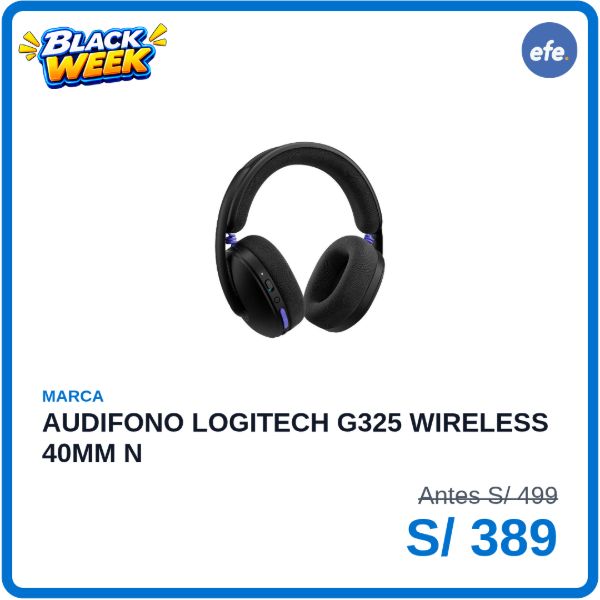 BLACK
WEEK
efe.
MARCA
AUDIFONO LOGITECH G325 WIRELESS
40MM N
Antes S/ 499
S/ 389